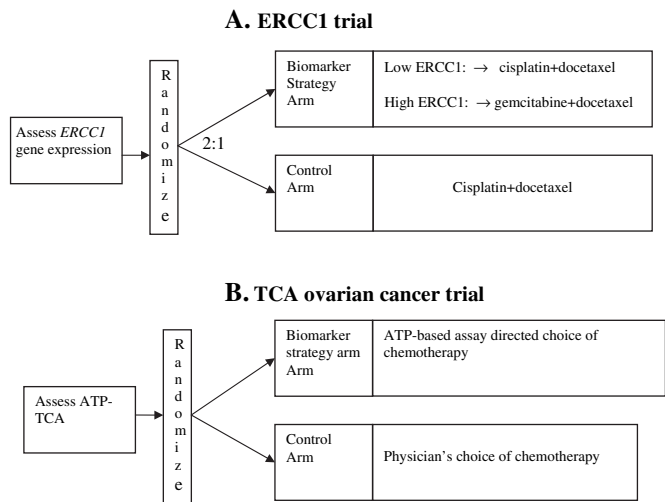 A. ERCC1 trial
Assess ERCC1
gene expression
R
a
n
d
o
m
i
z
e
2:1
Biomarker
Strategy
Arm
Low ERCC1: → cisplatin+docetaxel
High ERCC1: → gemcitabine+docetaxel
Control
Arm
Cisplatin+docetaxel
B. TCA ovarian cancer trial
Assess ATP-
TCA
R
a
n
d
o
m
i
z
e
Biomarker
strategy arm
Arm
ATP-based assay directed choice of
chemotherapy
Control
Arm
Physician's choice of chemotherapy